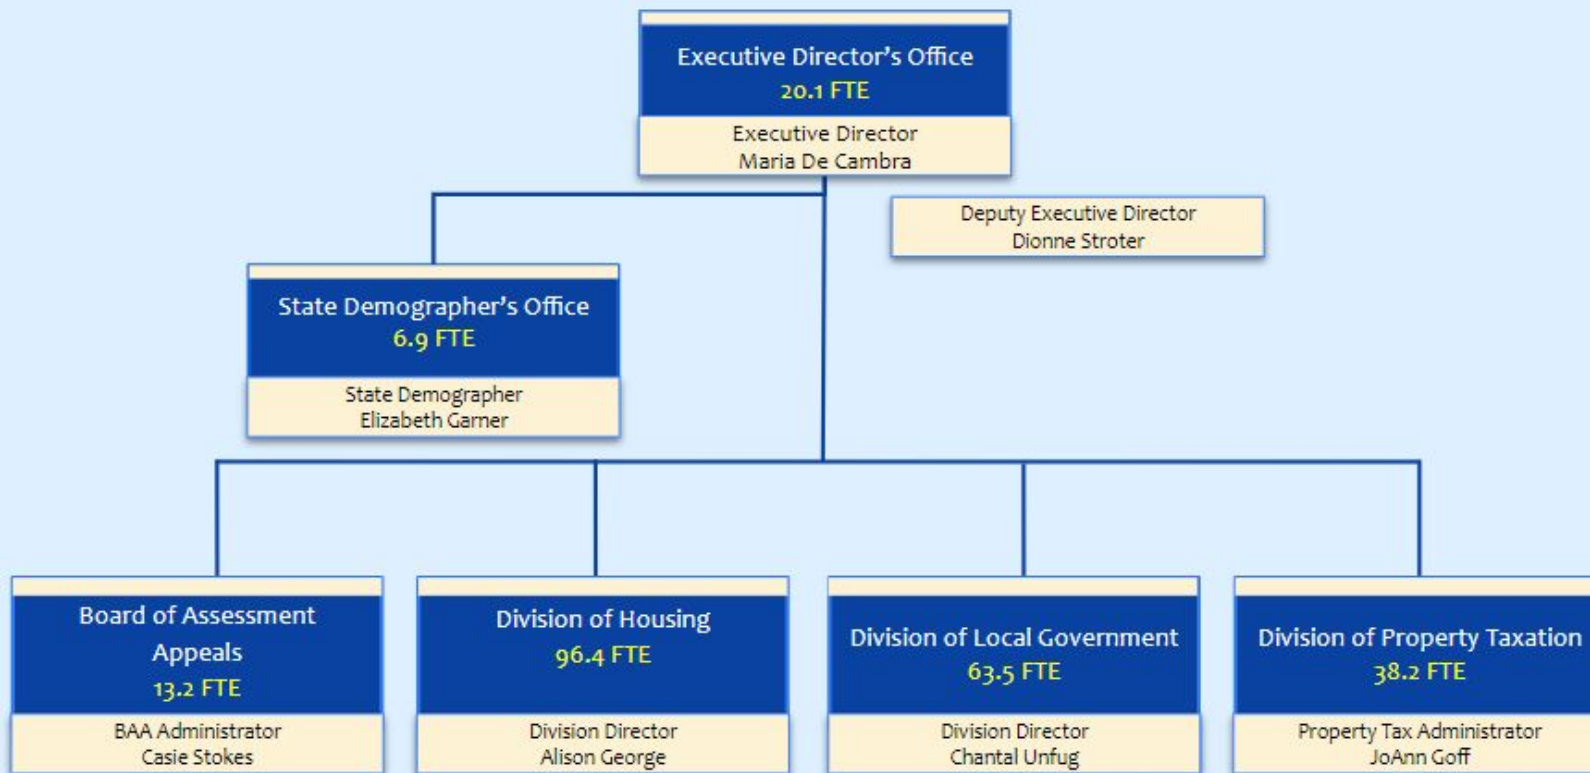 Executive Director’s Office
20.1 FTE
Executive Director
Maria De Cambra
Deputy Executive Director
Dionne Stroter
State Demographer’s Office
6.9 FTE
State Demographer
Elizabeth Garner
Board of Assessment
Appeals
13.2 FTE
BAA Administrator
Casie Stokes
Division of Housing
96.4 FTE
Division Director
Alison George
Division of Local Government
63.5 FTE
Division Director
Chantal Unfug
Division of Property Taxation
38.2 FTE
Property Tax Administrator
JoAnn Goff